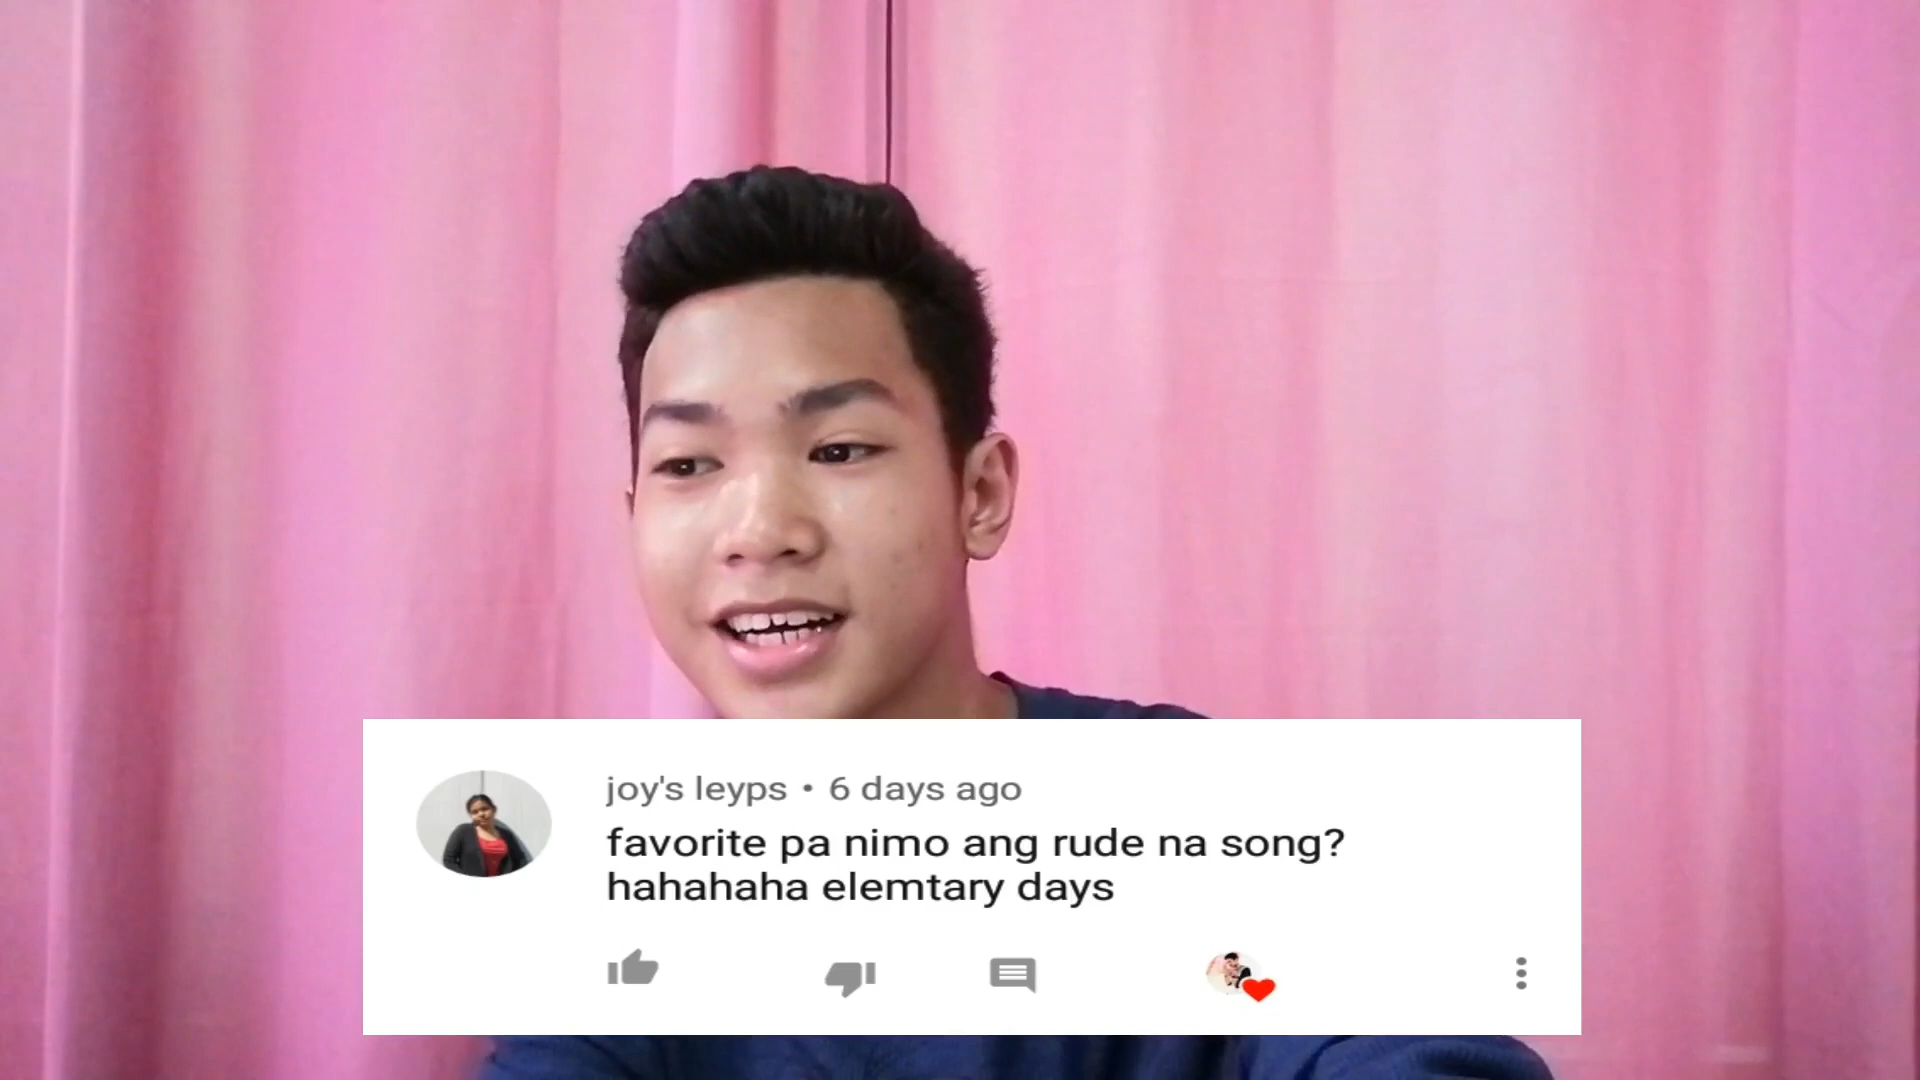 joy's leyps • 6 days ago
favorite pa nimo ang rude na song?
hahahaha elemtary days